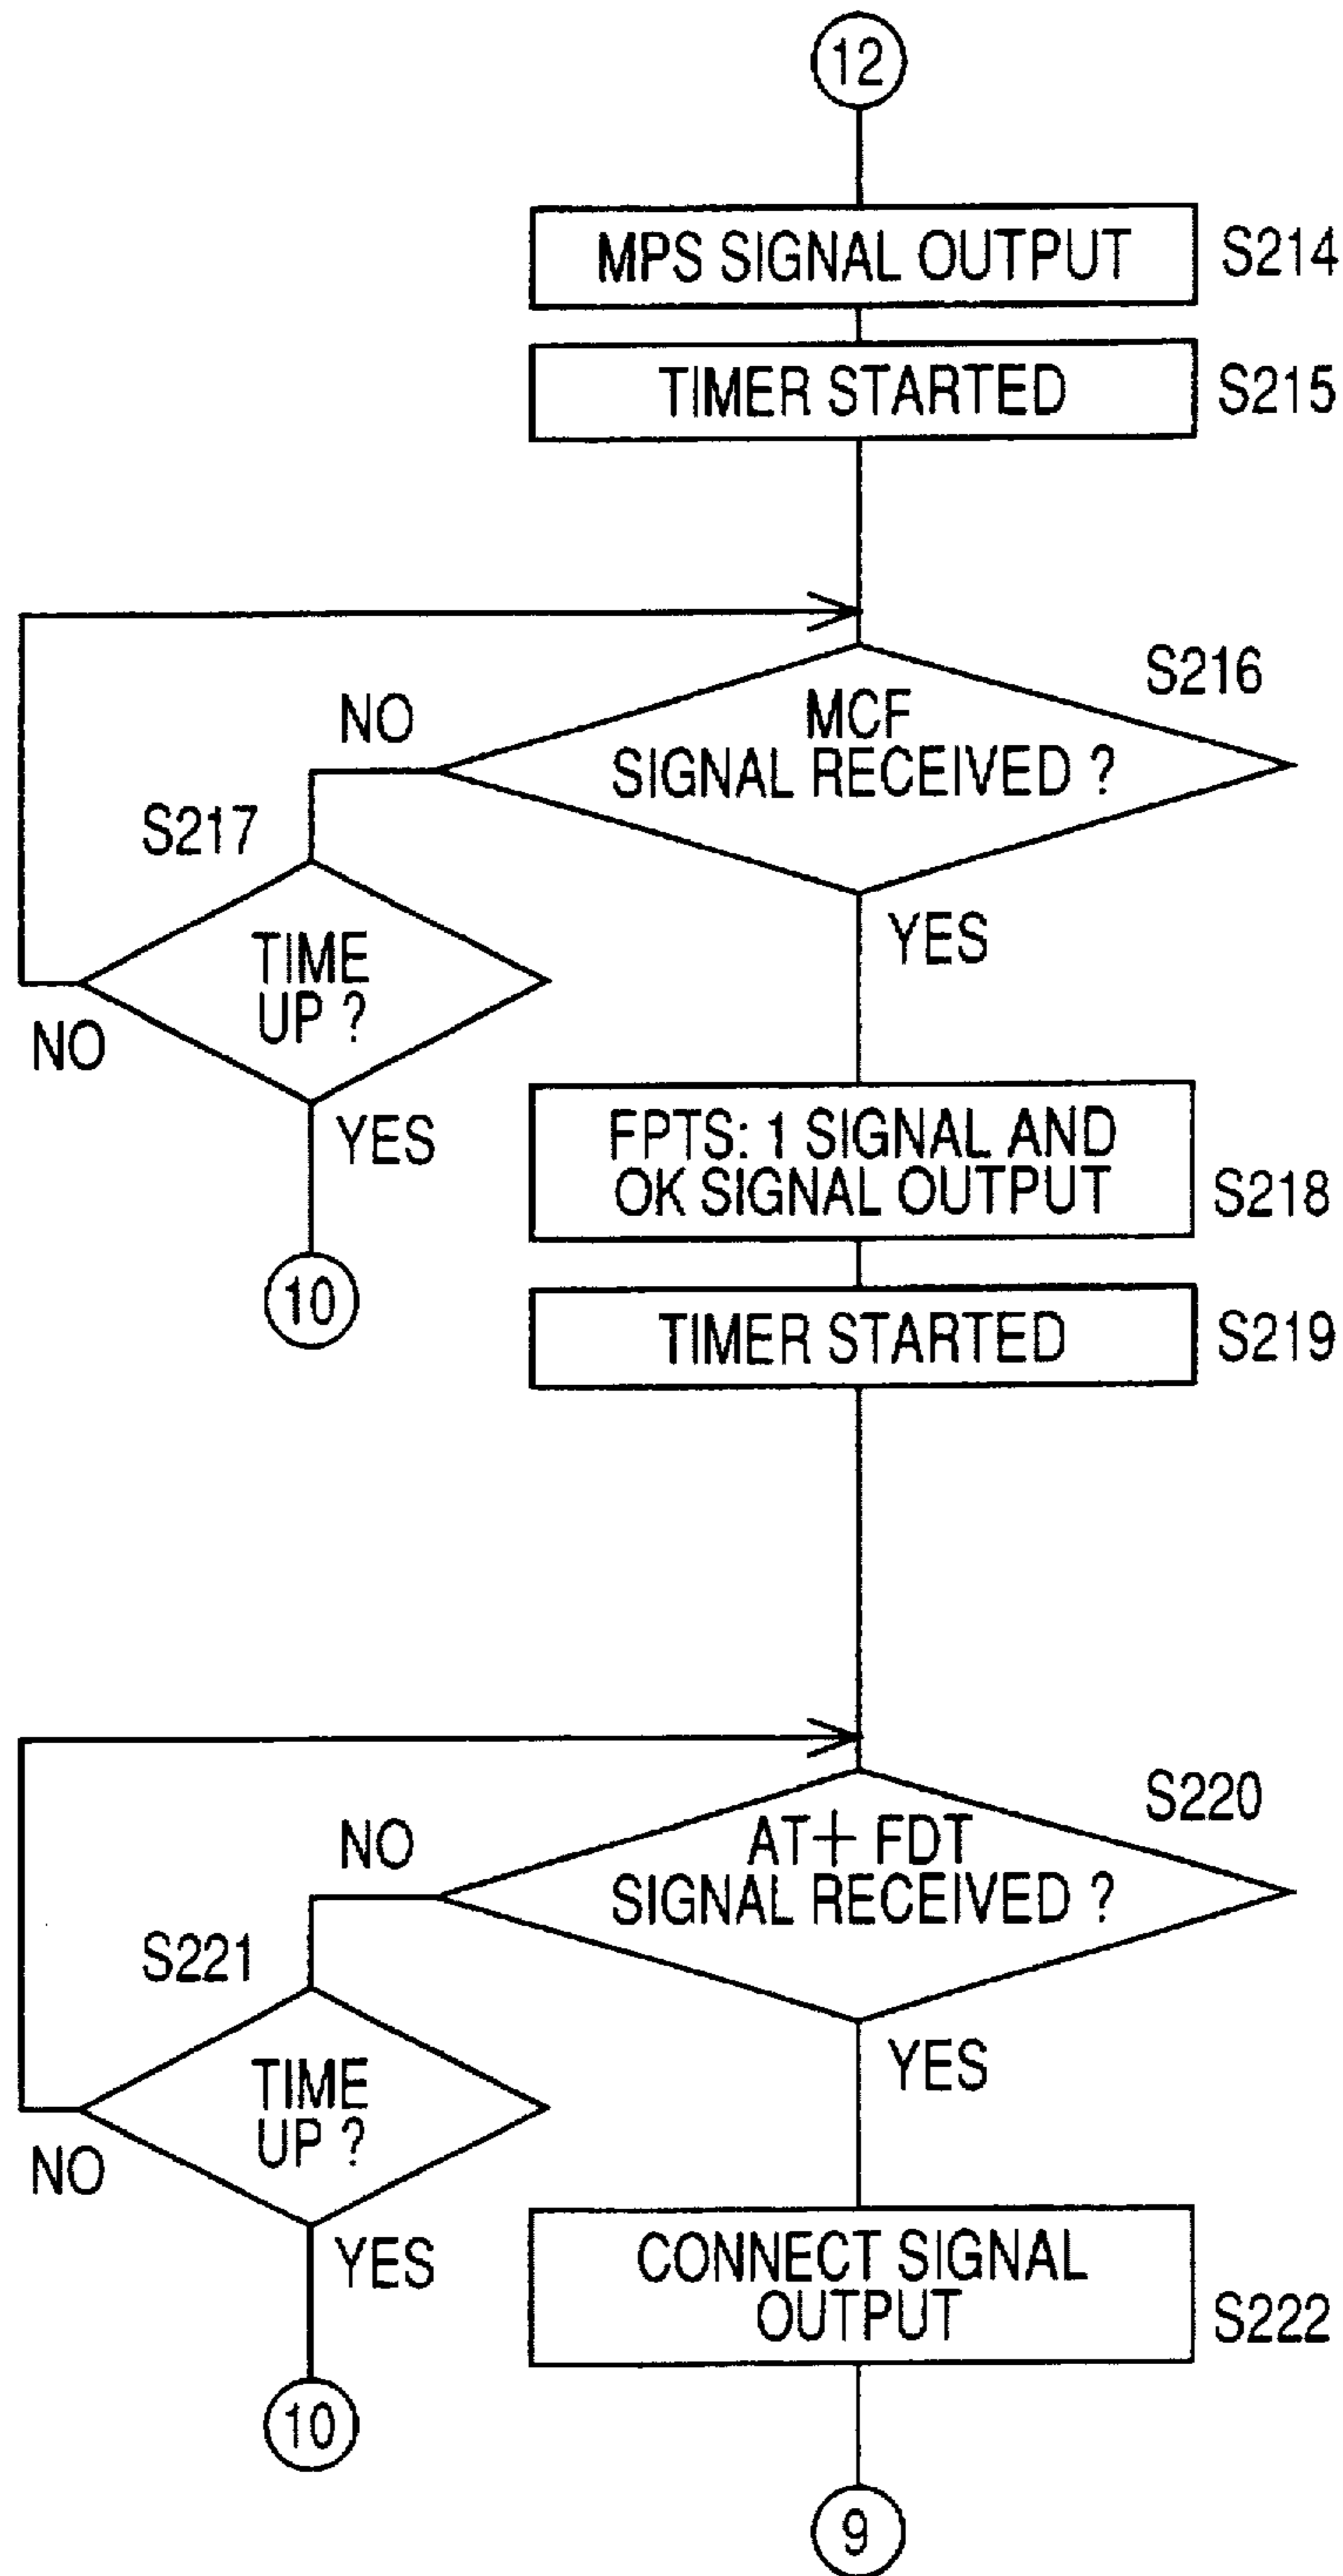 12
MPS SIGNAL OUTPUT
S214
TIMER STARTED
S215
S216
MCF
SIGNAL RECEIVED ?
NO
S217
TIME
UP ?
NO
YES
10
YES
FPTS: 1 SIGNAL AND
OK SIGNAL OUTPUT
S218
TIMER STARTED
S219
S220
AT+ FDT
SIGNAL RECEIVED ?
NO
S221
TIME
UP ?
NO
YES
10
YES
CONNECT SIGNAL
OUTPUT
S222
9